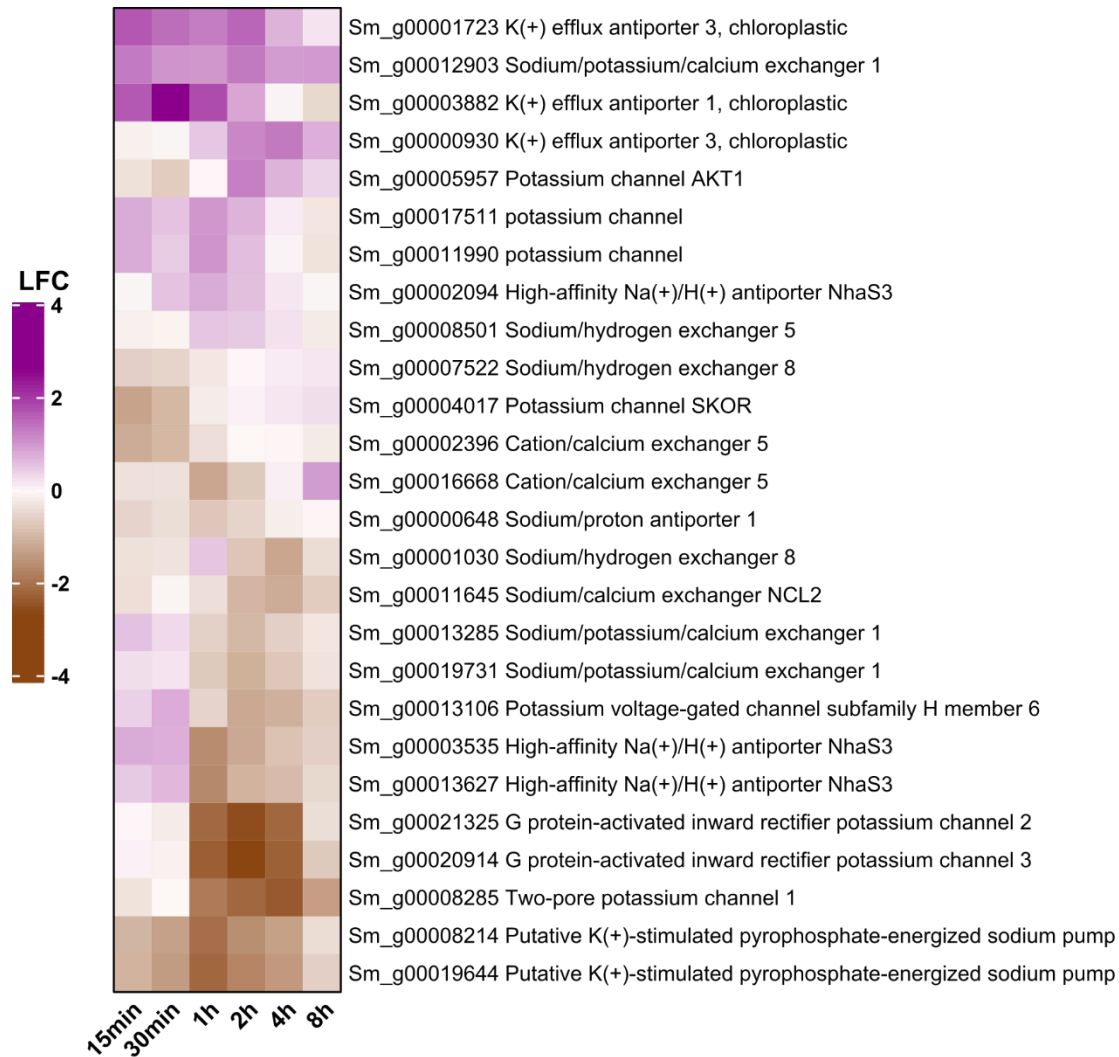 Sm_g00001723 K(+) efflux antiporter 3, chloroplastic
Sm_g00012903 Sodium/potassium/calcium exchanger 1
Sm_g00003882 K(+) efflux antiporter 1, chloroplastic
Sm_g00000930 K(+) efflux antiporter 3, chloroplastic
Sm_g00005957 Potassium channel AKT1
Sm_g00017511 potassium channel
Sm_g00011990 potassium channel
Sm_g00002094 High-affinity Na(+)/H(+) antiporter NhaS3
Sm_g00008501 Sodium/hydrogen exchanger 5
Sm_g00007522 Sodium/hydrogen exchanger 8
Sm_g00004017 Potassium channel SKOR
Sm_g00002396 Cation/calcium exchanger 5
Sm_g00016668 Cation/calcium exchanger 5
Sm_g00000648 Sodium/proton antiporter 1
Sm_g00001030 Sodium/hydrogen exchanger 8
Sm_g00011645 Sodium/calcium exchanger NCL2
Sm_g00013285 Sodium/potassium/calcium exchanger 1
Sm_g00019731 Sodium/potassium/calcium exchanger 1
Sm_g00013106 Potassium voltage-gated channel subfamily H member 6
Sm_g00003535 High-affinity Na(+)/H(+) antiporter NhaS3
Sm_g00013627 High-affinity Na(+)/H(+) antiporter NhaS3
Sm_g00021325 G protein-activated inward rectifier potassium channel 2
Sm_g00020914 G protein-activated inward rectifier potassium channel 3
Sm_g00008285 Two-pore potassium channel 1
Sm_g00008214 Putative K(+)-stimulated pyrophosphate-energized sodium pump
Sm_g00019644 Putative K(+)-stimulated pyrophosphate-energized sodium pump
LFC
4
2
0
-2
-4
15min 30min 1h 2h 4h 8h